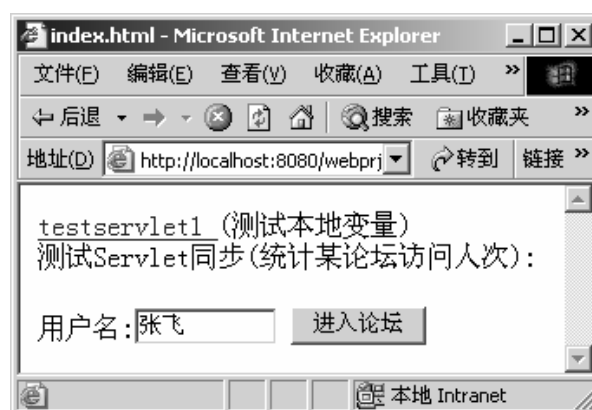 index.html - Microsoft Internet Explorer
文件(F) 编辑(E) 查看(V) 收藏(A) 工具(T) »
后退 搜索 收藏夹 »
地址(D) http://localhost:8080/webprj 转到 链接 »
testservlet1 (测试本地变量)
测试Servlet同步(统计某论坛访问人次):
用户名:张飞 进入论坛
本地 Intranet